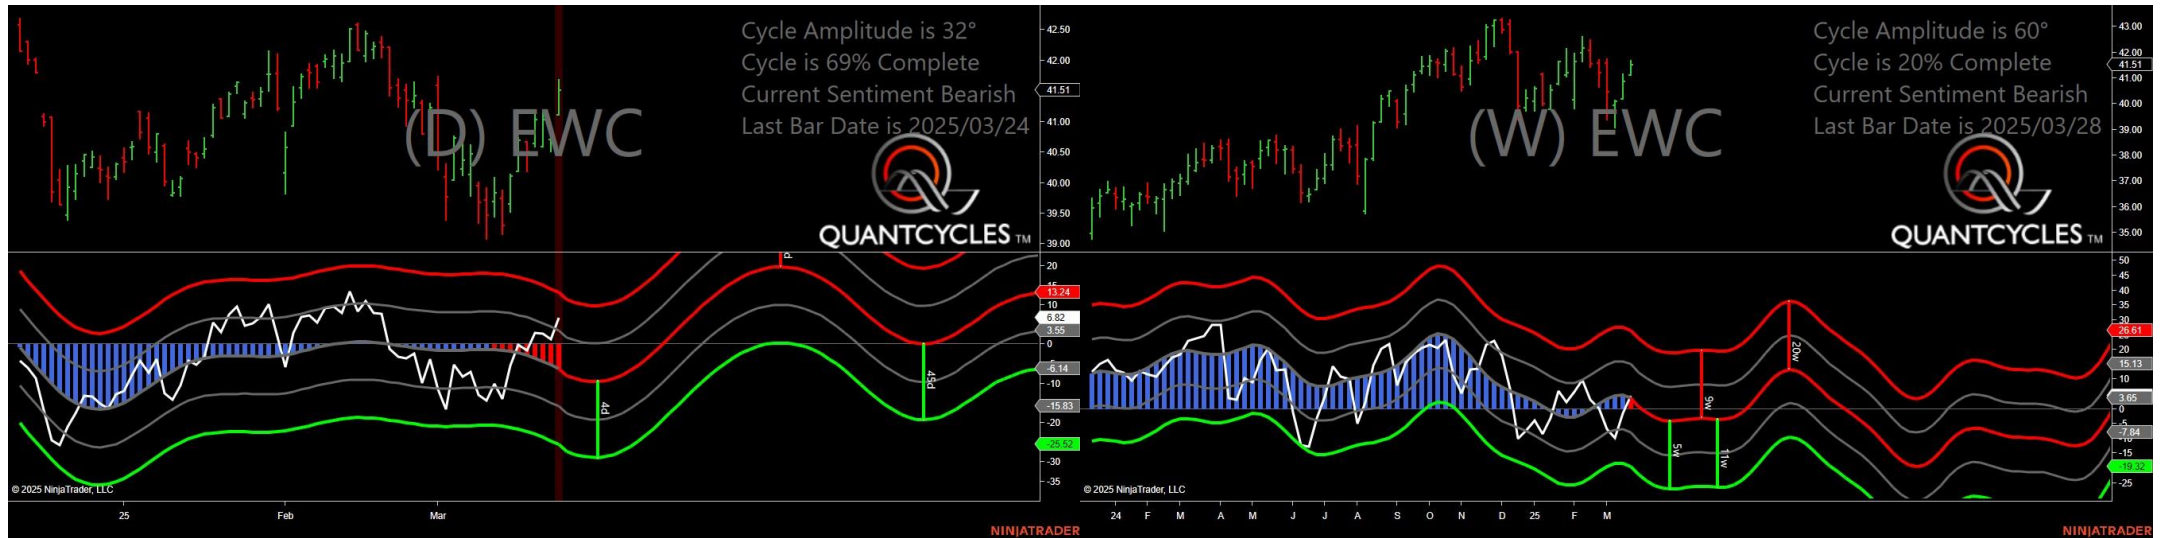 Cycle Amplitude is 32°
Cycle is 69% Complete
Current Sentiment Bearish
Last Bar Date is 2025/03/24
(D) EWC
QUANTCYCLES TM
42.50
42.00
41.51
41.00
40.50
40.00
39.50
39.00
20
13.24
10
6.82
3.55
0
-6.14
-10
-15.83
-20
-25.52
-30
-35
4d
45d
© 2025 NinjaTrader, LLC
25
Feb
Mar
NINJATRADER
Cycle Amplitude is 60°
Cycle is 20% Complete
Current Sentiment Bearish
Last Bar Date is 2025/03/28
(W) EWC
QUANTCYCLES TM
43.00
42.00
41.51
41.00
40.00
39.00
38.00
37.00
36.00
35.00
50
45
40
35
30
26.61
20
15.13
10
3.65
0
-5
-7.84
-15
-19.32
-25
5w
9w
11w
20w
© 2025 NinjaTrader, LLC
24 F M A M J J A S O N D 25 F M
NINJATRADER